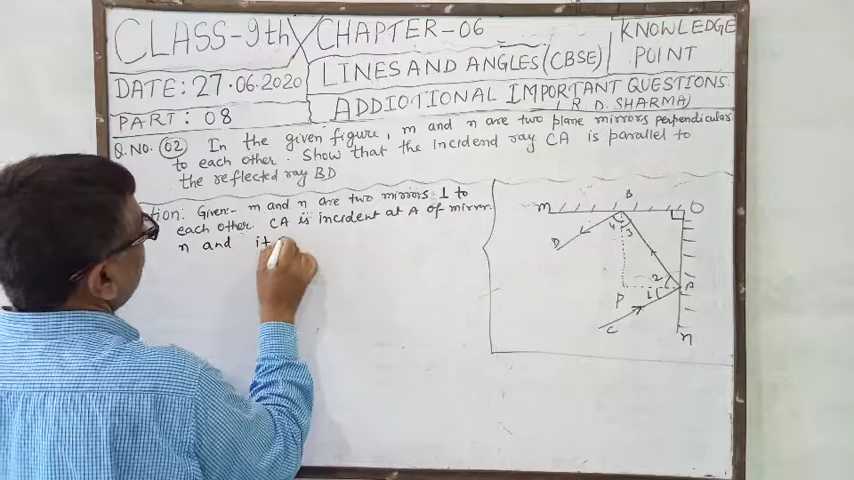 CLASS-9th
CHAPTER-06
KNOWLEDGE
POINT
DATE: 27.06.2020
LINES AND ANGLES (CBSE)
PART: 08
ADDIOTIONAL IMPORTANT QUESTIONS
(R.D. SHARMA)
Q.NO. 02 In the given figure, m and n are two plane mirrors perpendicular
to each other. Show that the incidend ray CA is parallel to
the reflected ray BD
tion: Given:- m and n are two mirrors ⊥ to
each other. CA is incident at A of mirror
n and it
m B O
D 4 3
2
P 1 A
C
n